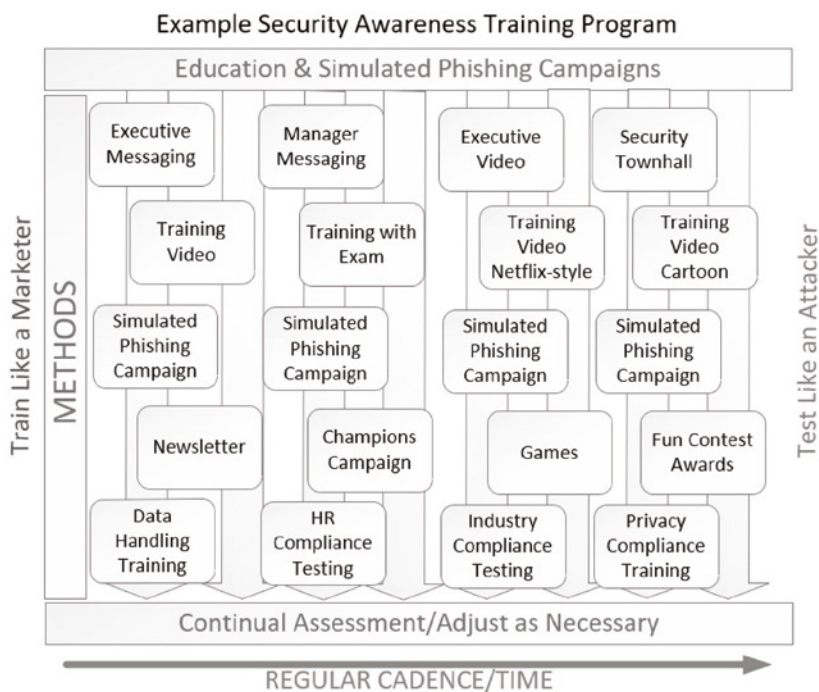 Example Security Awareness Training Program
Education & Simulated Phishing Campaigns
Train Like a Marketer
METHODS
Executive
Messaging
Manager
Messaging
Executive
Video
Security
Townhall
Training
Video
Training with
Exam
Training
Video
Netflix-style
Training
Video
Cartoon
Simulated
Phishing
Campaign
Simulated
Phishing
Campaign
Simulated
Phishing
Campaign
Simulated
Phishing
Campaign
Newsletter
Champions
Campaign
Games
Fun Contest
Awards
Data
Handling
Training
HR
Compliance
Testing
Industry
Compliance
Testing
Privacy
Compliance
Training
Test Like an Attacker
Continual Assessment/Adjust as Necessary
REGULAR CADENCE/TIME